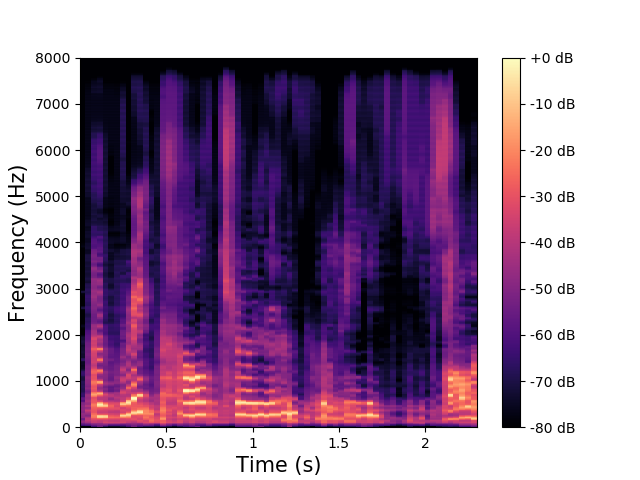 8000
7000
6000
5000
4000
3000
2000
1000
0
Frequency (Hz)
0
0.5
1
1.5
2
Time (s)
+0 dB
-10 dB
-20 dB
-30 dB
-40 dB
-50 dB
-60 dB
-70 dB
-80 dB